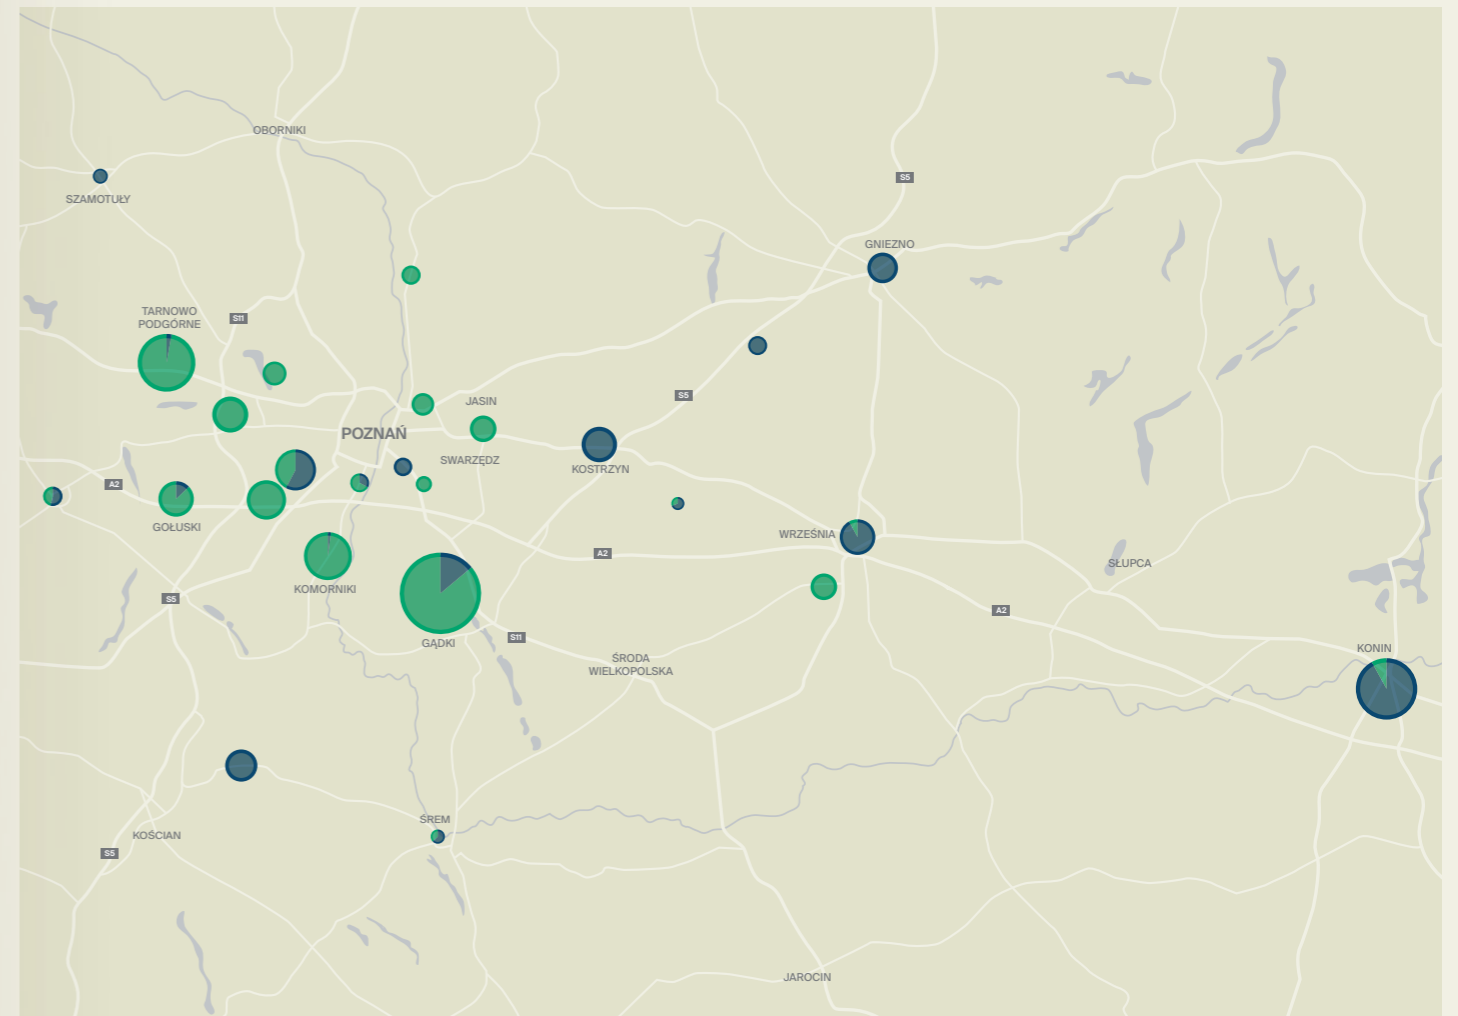 OBORNIKI
S5
SZAMOTUŁY
GNIEZNO
TARNOWO
PODGÓRNE
S11
S5
JASIN
POZNAŃ
SWARZĘDZ
KOSTRZYN
A2
GOŁUSKI
WRZEŚNIA
A2
SŁUPCA
KOMORNIKI
S5
A2
GĄDKI
S11
KONIN
ŚRODA
WIELKOPOLSKA
ŚREM
KOŚCIAN
S5
JAROCIN